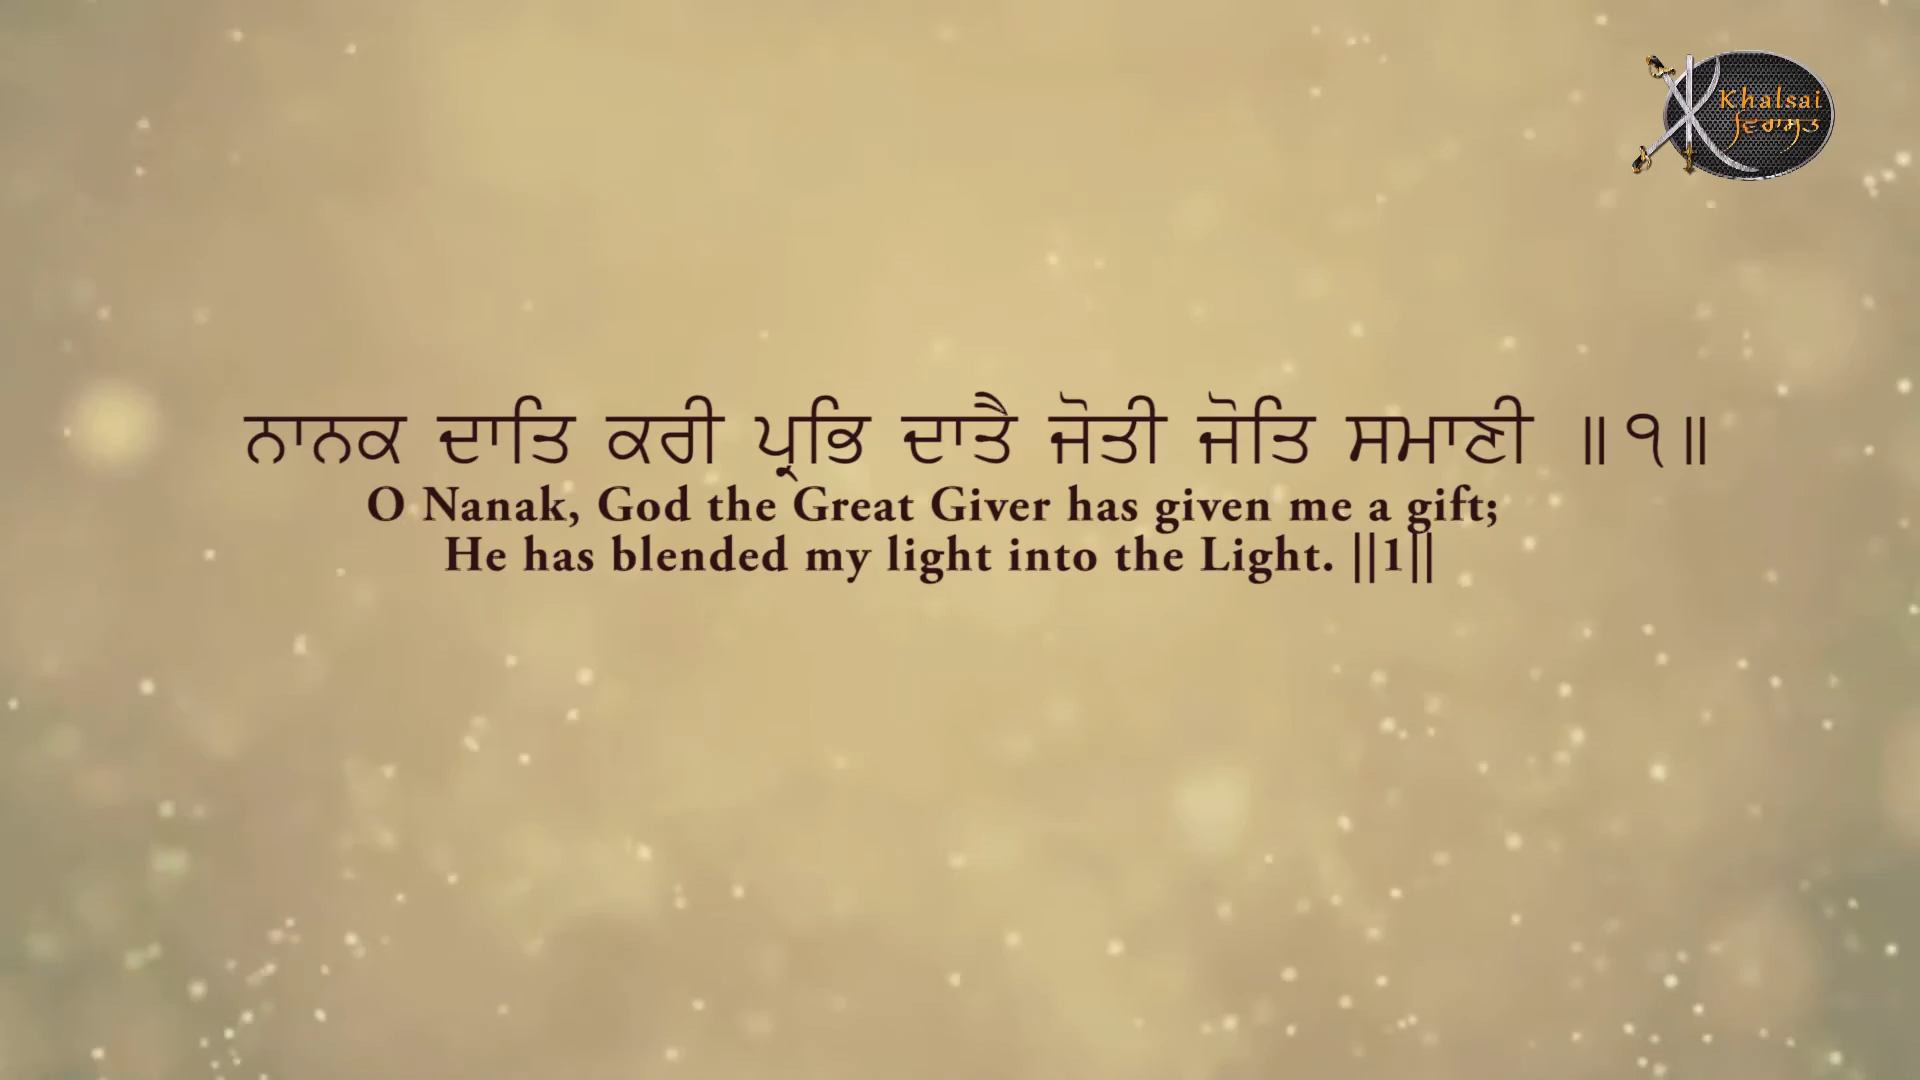 Khalsai
ਵਿਰਾਸਤ
ਨਾਨਕ ਦਾਤਿ ਕਰੀ ਪ੍ਰਭਿ ਦਾਤੈ ਜੋਤੀ ਜੋਤਿ ਸਮਾਣੀ ॥੧॥
O Nanak, God the Great Giver has given me a gift;
He has blended my light into the Light. ||1||